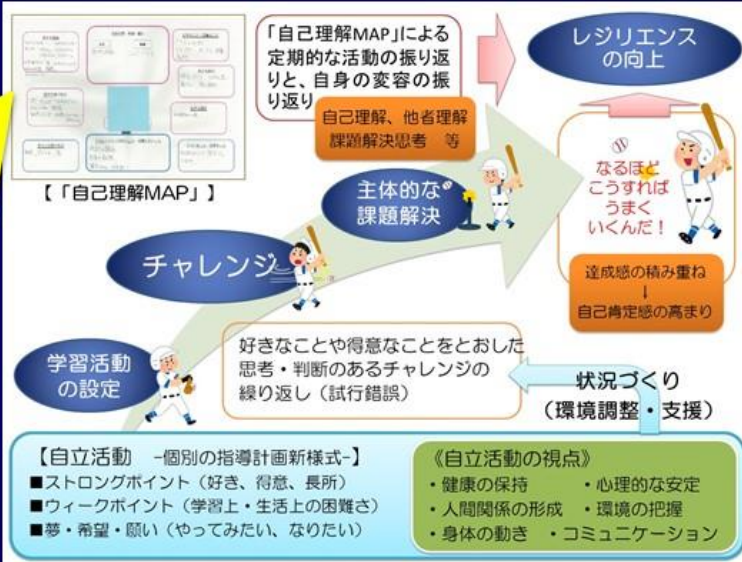 【「自己理解MAP」】
「自己理解MAP」による
定期的な活動の振り返
りと、自身の変容の振
り返り
自己理解、他者理解
課題解決思考 等
レジリエンス
の向上
なるほど
こうすれば
うまく
いくんだ！
達成感の積み重ね
↓
自己肯定感の高まり
主体的な
課題解決
チャレンジ
学習活動
の設定
好きなことや得意なことをとおした
思考・判断のあるチャレンジの
繰り返し（試行錯誤）
状況づくり
（環境調整・支援）
【自立活動 -個別の指導計画新様式-】
■ストロングポイント（好き、得意、長所）
■ウィークポイント（学習上・生活上の困難さ）
■夢・希望・願い（やってみたい、なりたい）
《自立活動の視点》
・健康の保持 ・心理的な安定
・人間関係の形成 ・環境の把握
・身体の動き ・コミュニケーション